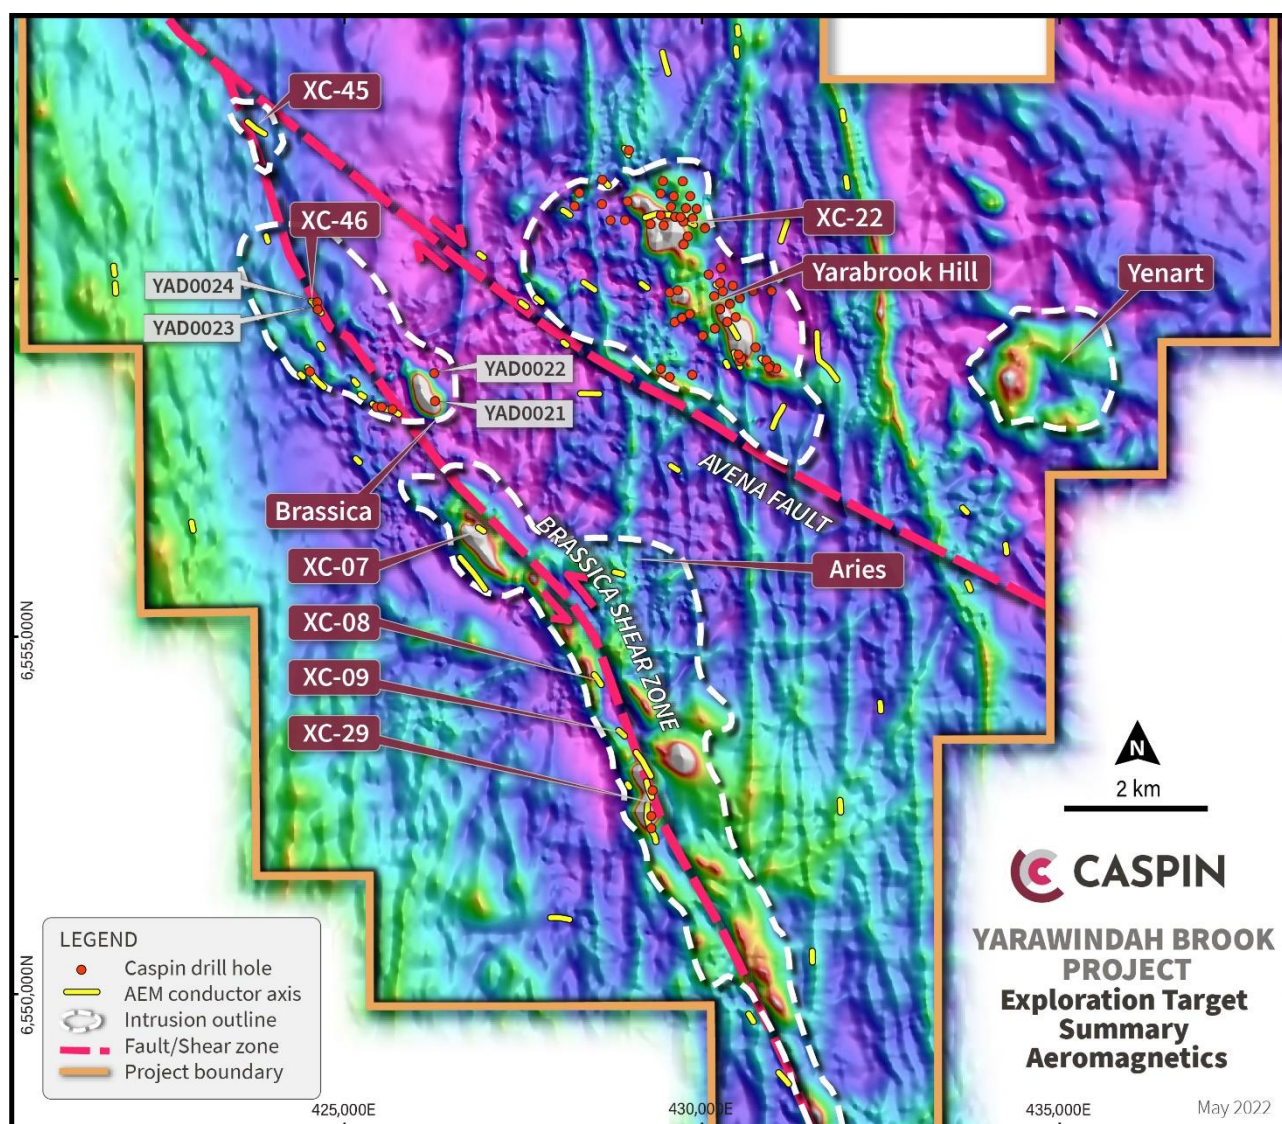 XC-45
XC-46
XC-22
YAD0024
YAD0023
Yarabrook Hill
Yenart
YAD0022
YAD0021
AVENA FAULT
Brassica
BRASSICA SHEAR ZONE
XC-07
Aries
XC-08
XC-09
XC-29
6,555,000N
6,550,000N
N
2 km
CASPIN
YARAWINDAH BROOK
PROJECT
Exploration Target
Summary
Aeromagnetics
May 2022
LEGEND
Caspin drill hole
AEM conductor axis
Intrusion outline
Fault/Shear zone
Project boundary
425,000E
430,000E
435,000E